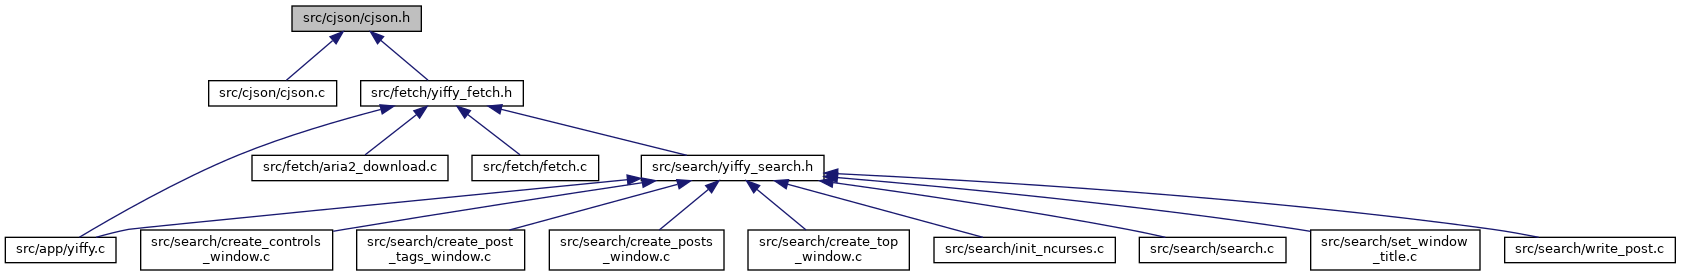 src/cjson/cjson.h
src/cjson/cjson.c
src/fetch/yiffy_fetch.h
src/fetch/aria2_download.c
src/fetch/fetch.c
src/search/yiffy_search.h
src/app/yiffy.c
src/search/create_controls
_window.c
src/search/create_post
_tags_window.c
src/search/create_posts
_window.c
src/search/create_top
_window.c
src/search/init_ncurses.c
src/search/search.c
src/search/set_window
_title.c
src/search/write_post.c